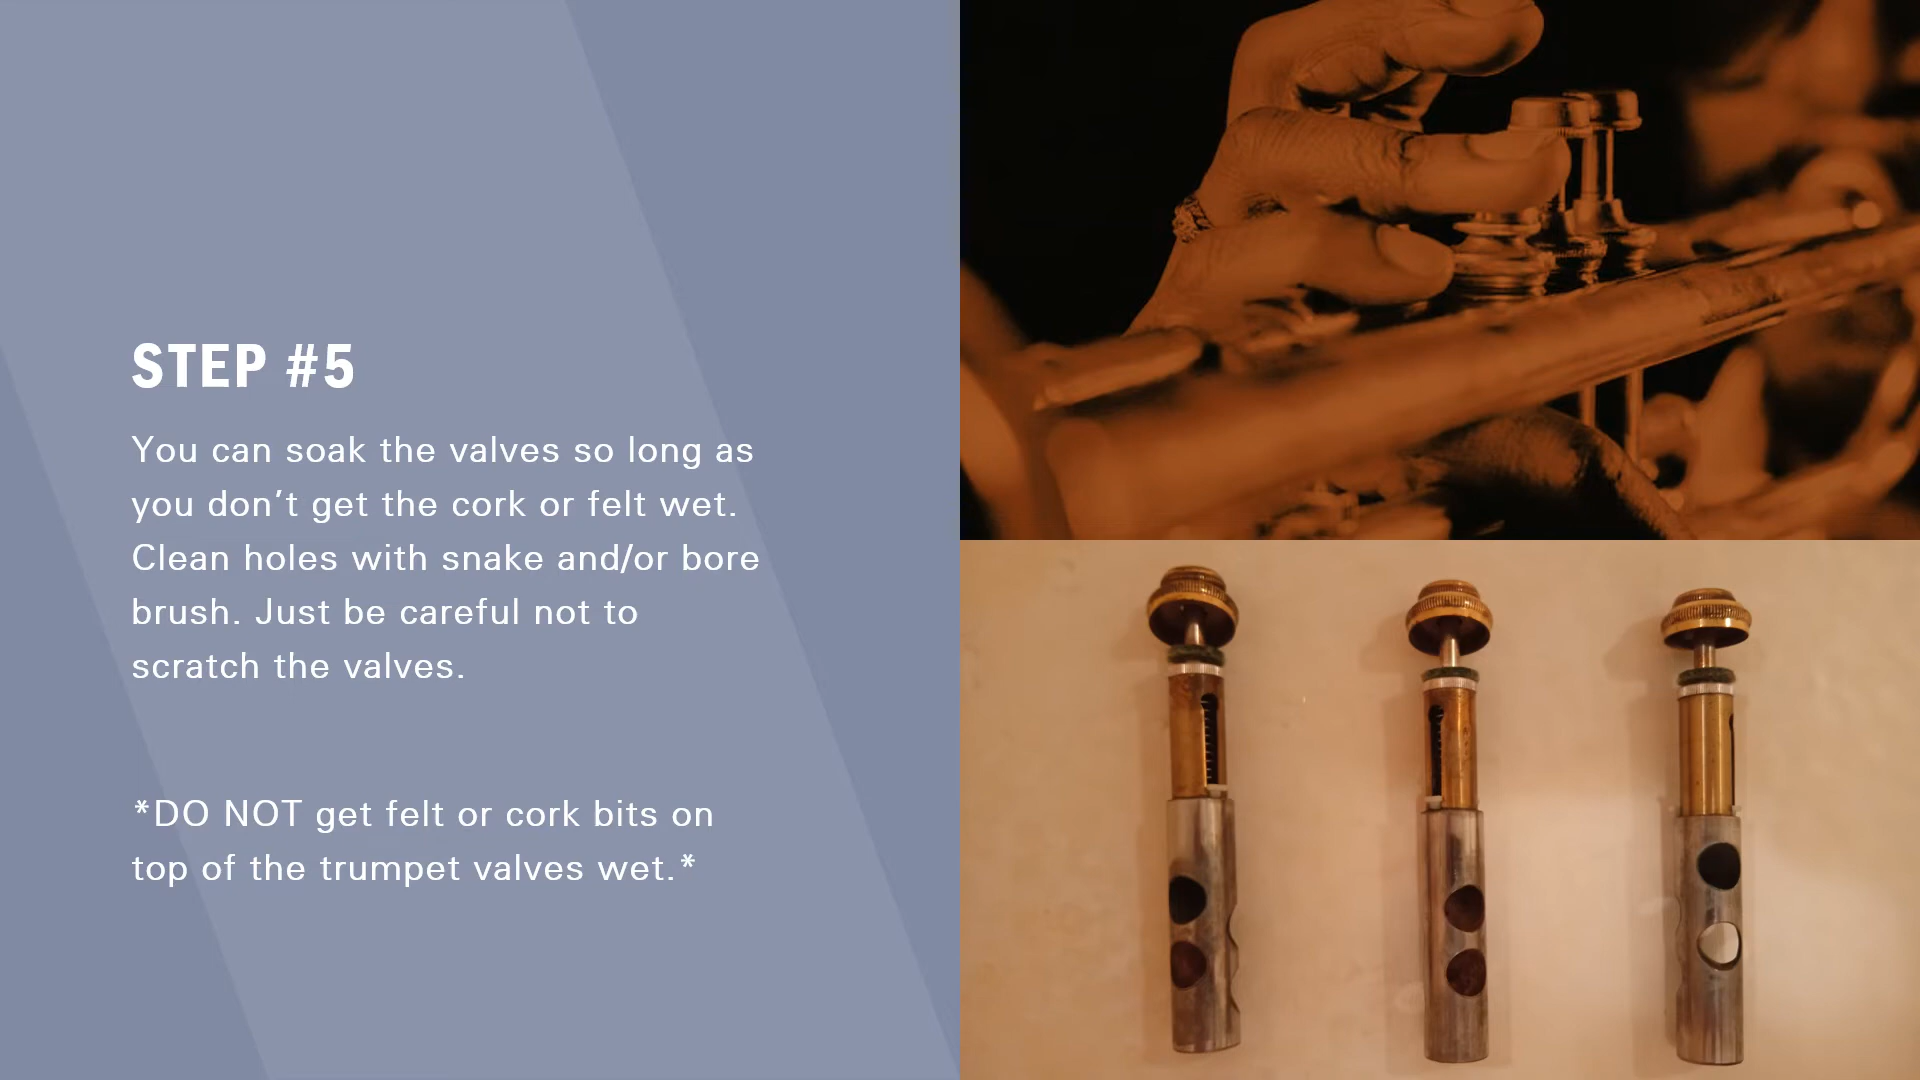 STEP #5
You can soak the valves so long as
you don’t get the cork or felt wet.
Clean holes with snake and/or bore
brush. Just be careful not to
scratch the valves.
*DO NOT get felt or cork bits on
top of the trumpet valves wet.*